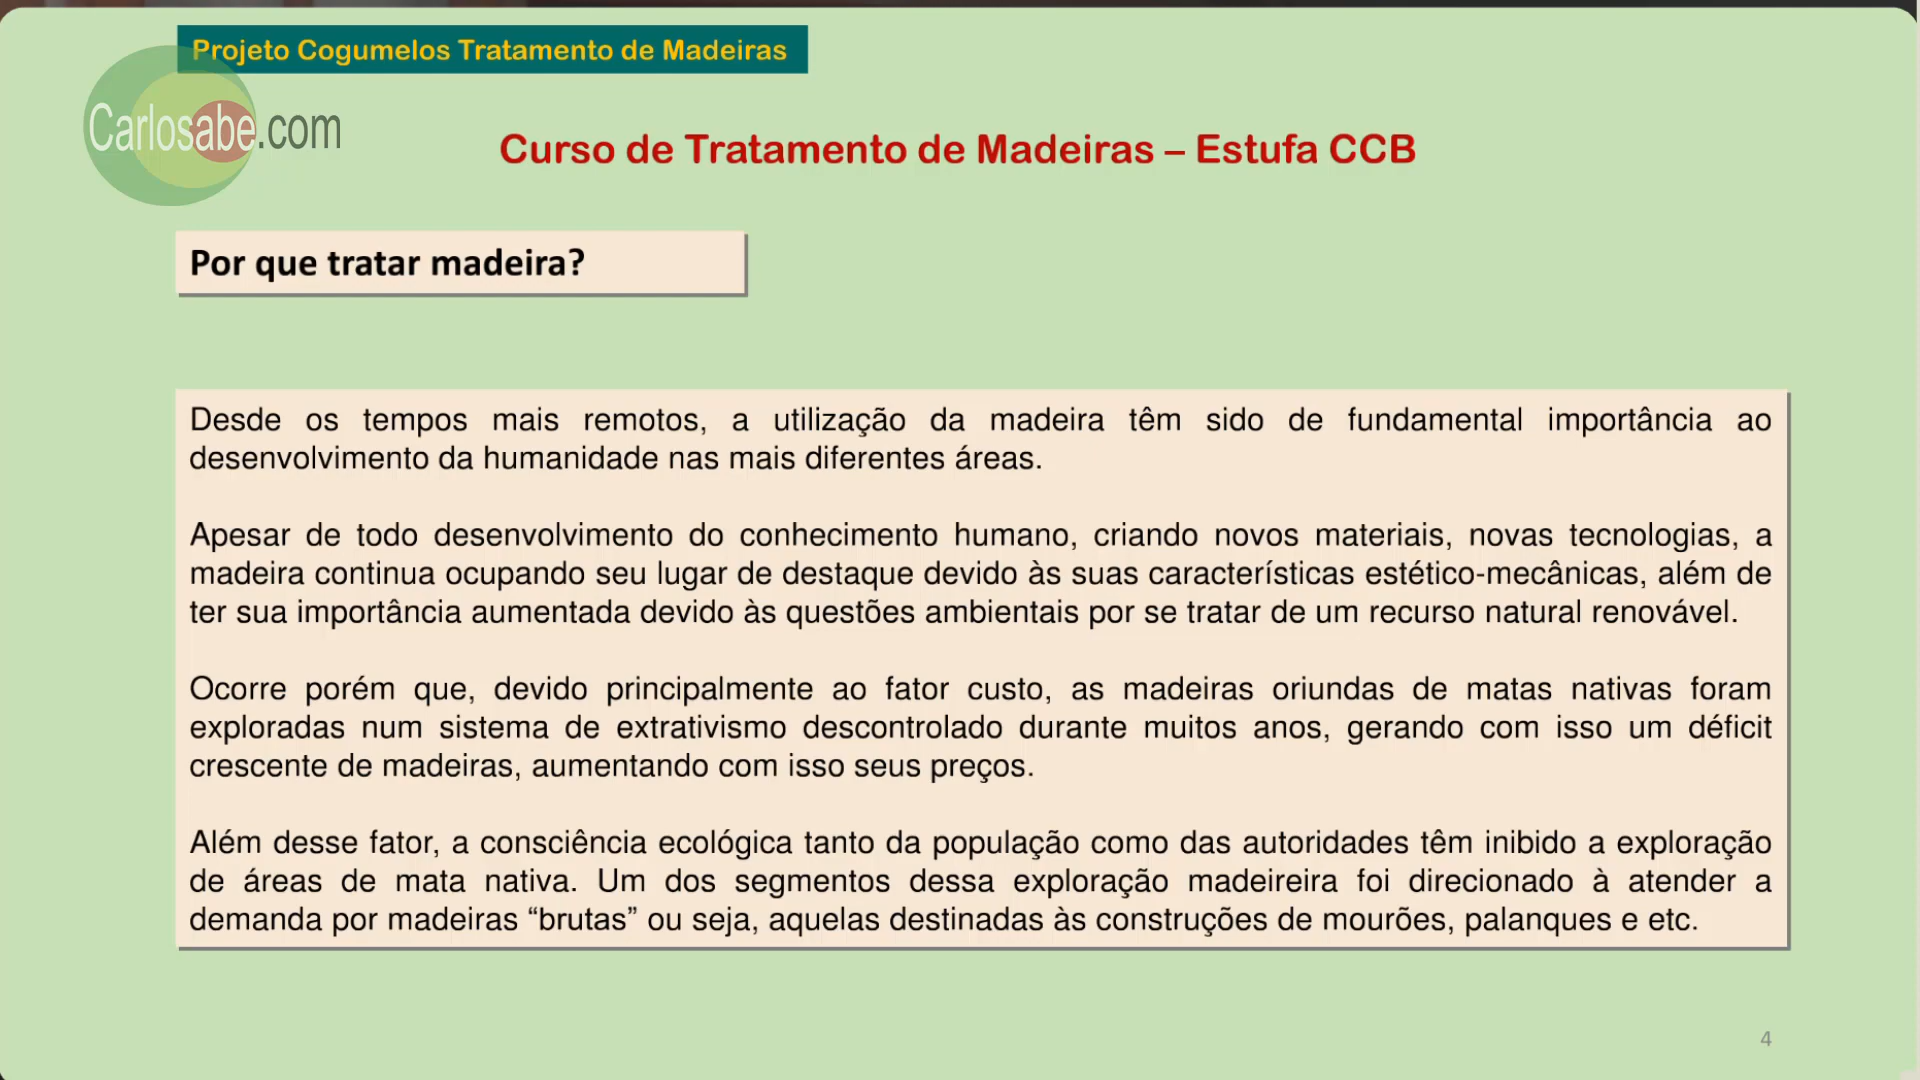 Projeto Cogumelos Tratamento de Madeiras
Carlosabe.com
Curso de Tratamento de Madeiras – Estufa CCB
Por que tratar madeira?
Desde os tempos mais remotos, a utilização da madeira têm sido de fundamental importância ao
desenvolvimento da humanidade nas mais diferentes áreas.
Apesar de todo desenvolvimento do conhecimento humano, criando novos materiais, novas tecnologias, a
madeira continua ocupando seu lugar de destaque devido às suas características estético-mecânicas, além de
ter sua importância aumentada devido às questões ambientais por se tratar de um recurso natural renovável.
Ocorre porém que, devido principalmente ao fator custo, as madeiras oriundas de matas nativas foram
exploradas num sistema de extrativismo descontrolado durante muitos anos, gerando com isso um déficit
crescente de madeiras, aumentando com isso seus preços.
Além desse fator, a consciência ecológica tanto da população como das autoridades têm inibido a exploração
de áreas de mata nativa. Um dos segmentos dessa exploração madeireira foi direcionado à atender a
demanda por madeiras “brutas” ou seja, aquelas destinadas às construções de mourões, palanques e etc.
4